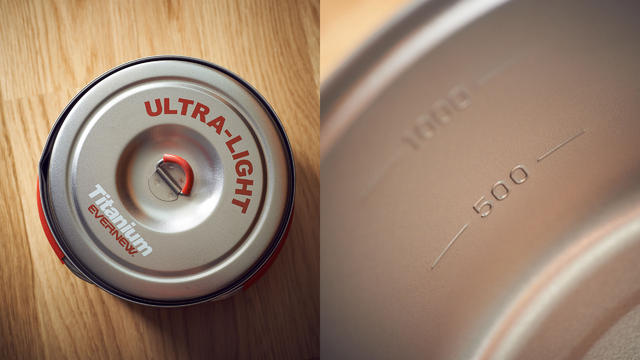 ULTRA-LIGHT
Titanium
EVERNEW
1000
500